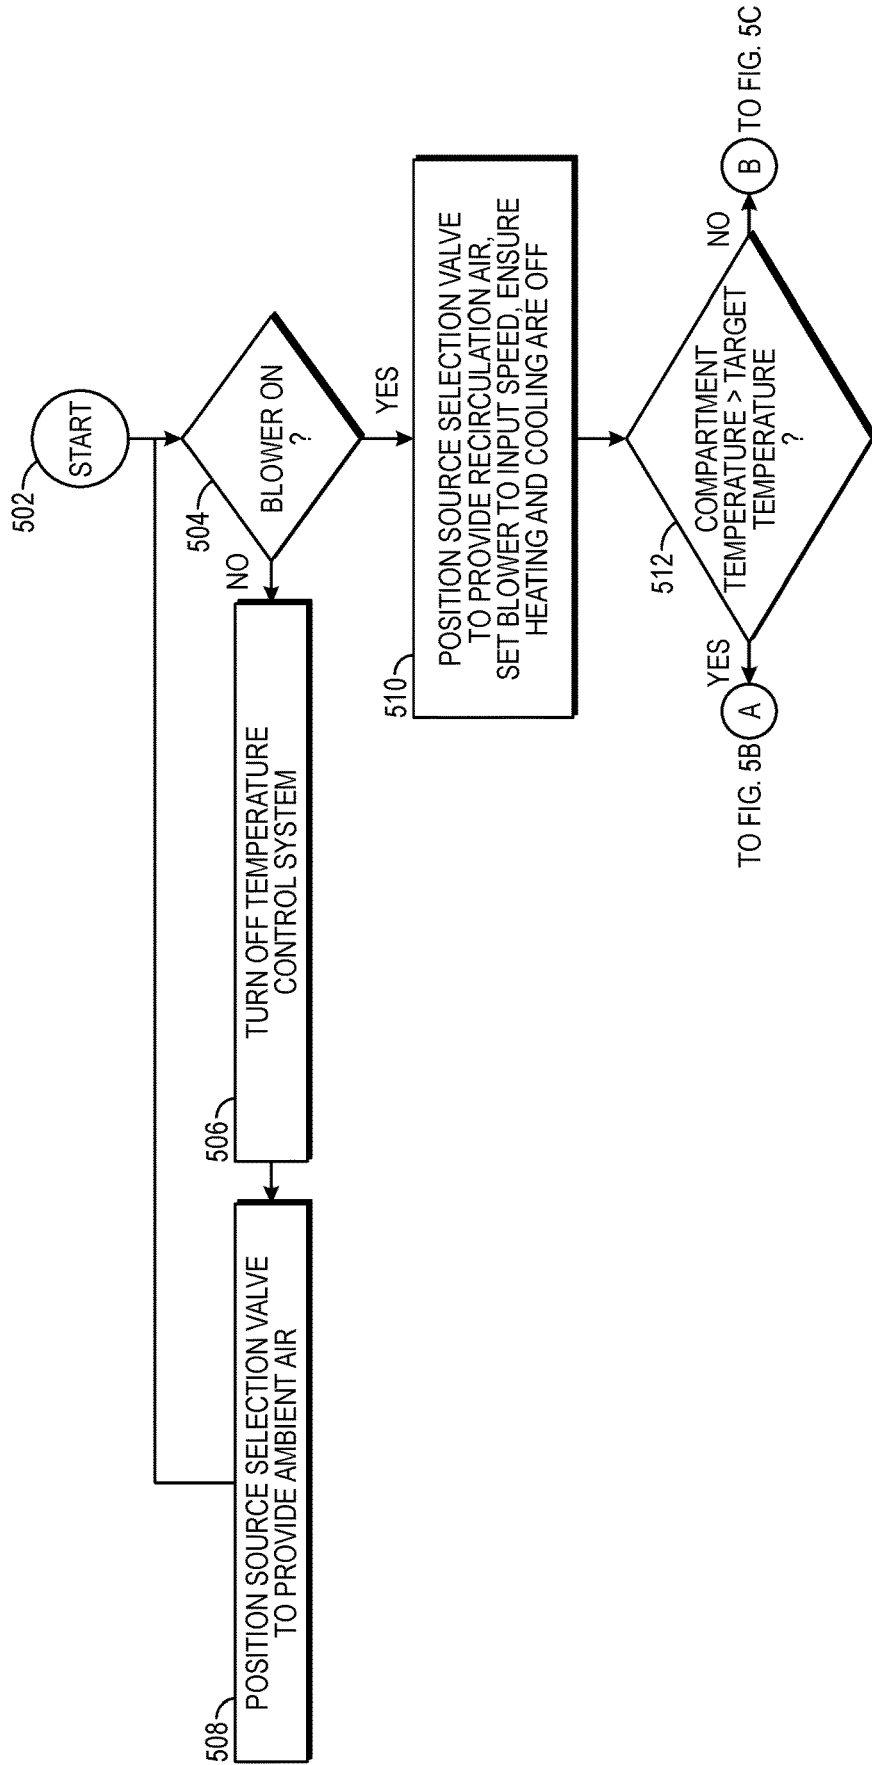 502
START
504
BLOWER ON
?
NO
YES
506
TURN OFF TEMPERATURE
CONTROL SYSTEM
508
POSITION SOURCE SELECTION VALVE
TO PROVIDE AMBIENT AIR
510
POSITION SOURCE SELECTION VALVE
TO PROVIDE RECIRCULATION AIR,
SET BLOWER TO INPUT SPEED, ENSURE
HEATING AND COOLING ARE OFF
512
COMPARTMENT
TEMPERATURE > TARGET
TEMPERATURE
?
YES
A
TO FIG. 5B
NO
B
TO FIG. 5C